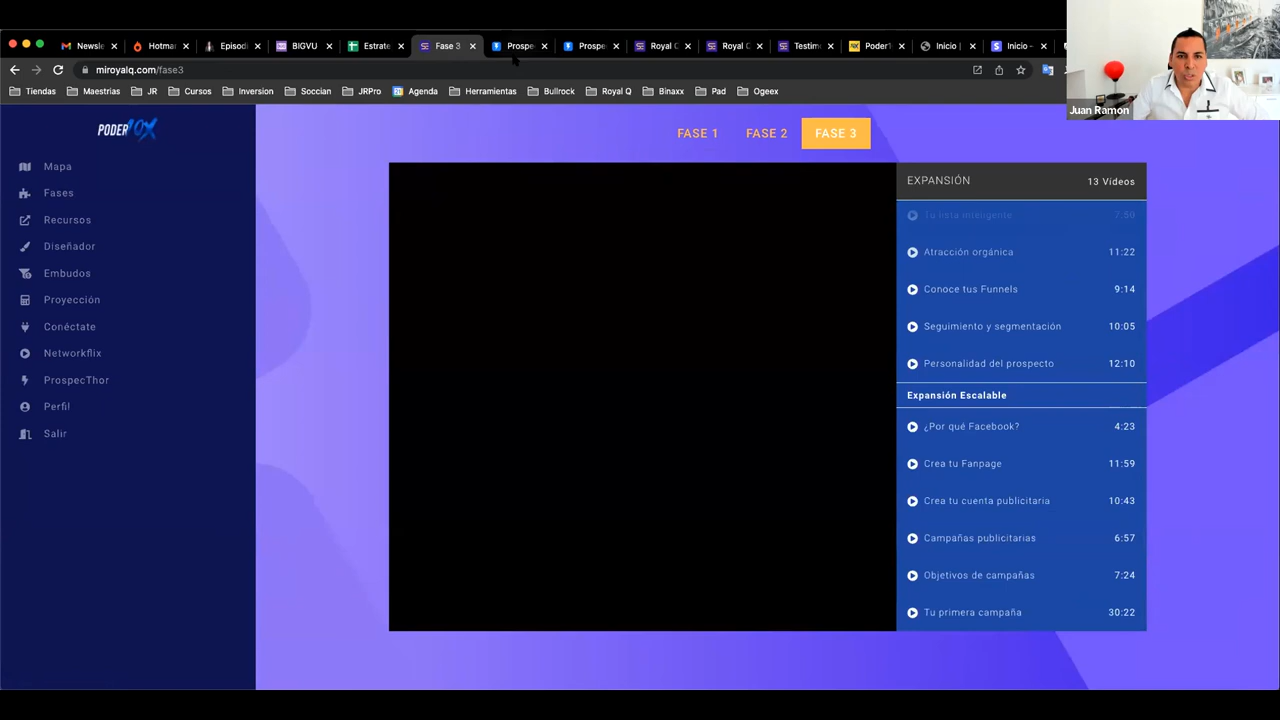 Newsle
Hotmar
Episodi
BIGVU
Estrate
Fase 3
Prospe
Prospe
Royal C
Royal C
Testimo
Poder1
Inicio |
Inicio –
miroyalq.com/fase3
Tiendas
Maestrias
JR
Cursos
Inversion
Soccian
JRPro
Agenda
Herramientas
Bullrock
Royal Q
Binaxx
Pad
Ogeex
Juan Ramon
PODER10X
Mapa
Fases
Recursos
Diseñador
Embudos
Proyección
Conéctate
Networkflix
ProspecThor
Perfil
Salir
FASE 1
FASE 2
FASE 3
EXPANSIÓN 13 Vídeos
Tu lista inteligente 7:50
Atracción orgánica 11:22
Conoce tus Funnels 9:14
Seguimiento y segmentación 10:05
Personalidad del prospecto 12:10
Expansión Escalable
¿Por qué Facebook? 4:23
Crea tu Fanpage 11:59
Crea tu cuenta publicitaria 10:43
Campañas publicitarias 6:57
Objetivos de campañas 7:24
Tu primera campaña 30:22